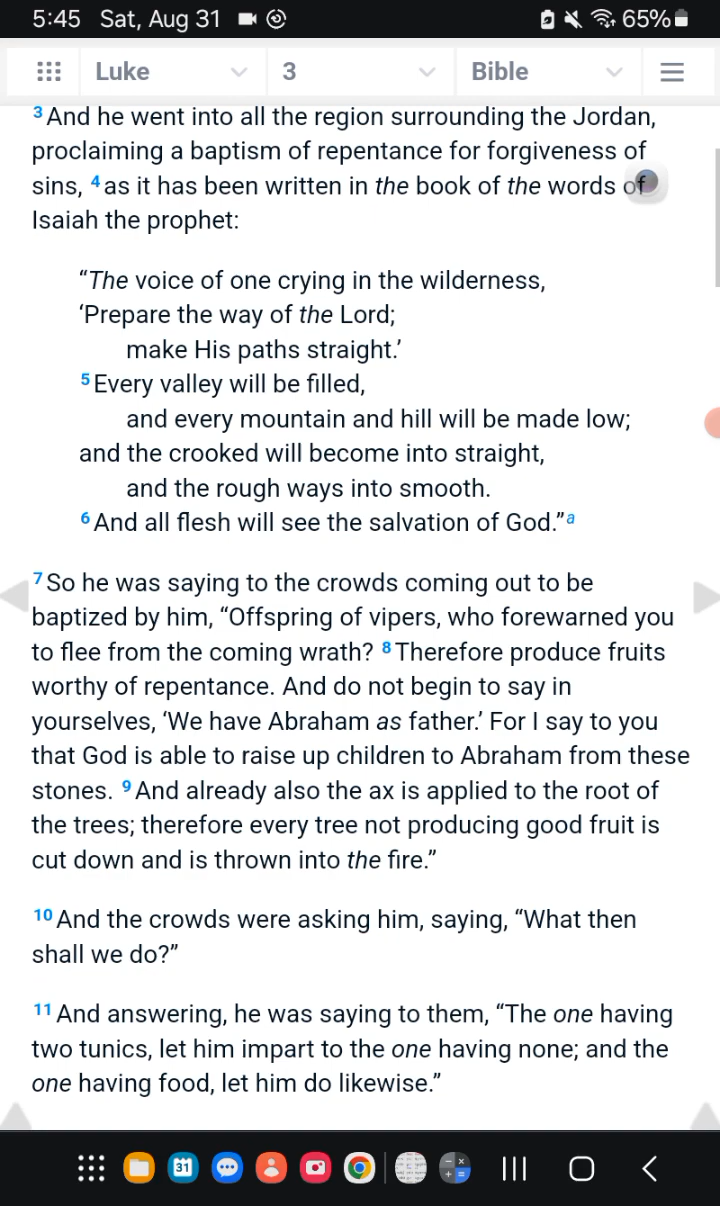 5:45 Sat, Aug 31 65%
Luke 3 Bible
3 And he went into all the region surrounding the Jordan,
proclaiming a baptism of repentance for forgiveness of
sins, 4 as it has been written in the book of the words of
Isaiah the prophet:
“The voice of one crying in the wilderness,
‘Prepare the way of the Lord;
make His paths straight.’
5 Every valley will be filled,
and every mountain and hill will be made low;
and the crooked will become into straight,
and the rough ways into smooth.
6 And all flesh will see the salvation of God.” a
7 So he was saying to the crowds coming out to be
baptized by him, “Offspring of vipers, who forewarned you
to flee from the coming wrath? 8 Therefore produce fruits
worthy of repentance. And do not begin to say in
yourselves, ‘We have Abraham as father.’ For I say to you
that God is able to raise up children to Abraham from these
stones. 9 And already also the ax is applied to the root of
the trees; therefore every tree not producing good fruit is
cut down and is thrown into the fire.”
10 And the crowds were asking him, saying, “What then
shall we do?”
11 And answering, he was saying to them, “The one having
two tunics, let him impart to the one having none; and the
one having food, let him do likewise.”
31